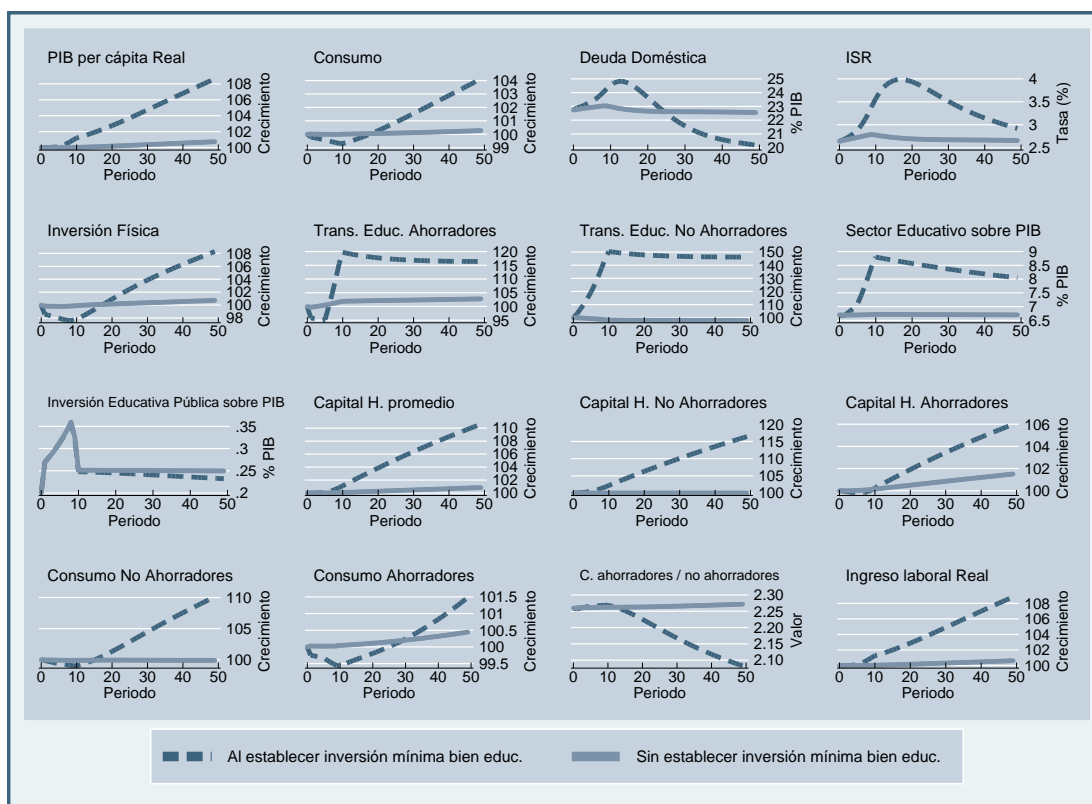 PIB per cápita Real
108
106
104
102
100
Crecimiento
0 10 20 30 40 50
Periodo
Consumo
104
103
102
101
100
99
Crecimiento
0 10 20 30 40 50
Periodo
Deuda Doméstica
25
24
23
22
21
20
% PIB
0 10 20 30 40 50
Periodo
ISR
4
3.5
3
2.5
Tasa (%)
0 10 20 30 40 50
Periodo
Inversión Física
108
106
104
102
100
98
Crecimiento
0 10 20 30 40 50
Periodo
Trans. Educ. Ahorradores
120
115
110
105
100
95
Crecimiento
0 10 20 30 40 50
Periodo
Trans. Educ. No Ahorradores
150
140
130
120
110
100
Crecimiento
0 10 20 30 40 50
Periodo
Sector Educativo sobre PIB
9
8.5
8
7.5
7
6.5
% PIB
0 10 20 30 40 50
Periodo
Inversión Educativa Pública sobre PIB
.35
.3
.25
.2
% PIB
0 10 20 30 40 50
Periodo
Capital H. promedio
110
108
106
104
102
100
Crecimiento
0 10 20 30 40 50
Periodo
Capital H. No Ahorradores
120
115
110
105
100
Crecimiento
0 10 20 30 40 50
Periodo
Capital H. Ahorradores
106
104
102
100
Crecimiento
0 10 20 30 40 50
Periodo
Consumo No Ahorradores
110
105
100
Crecimiento
0 10 20 30 40 50
Periodo
Consumo Ahorradores
101.5
101
100.5
100
99.5
Crecimiento
0 10 20 30 40 50
Periodo
C. ahorradores / no ahorradores
2.30
2.25
2.20
2.15
2.10
Valor
0 10 20 30 40 50
Periodo
Ingreso laboral Real
108
106
104
102
100
Crecimiento
0 10 20 30 40 50
Periodo
Al establecer inversión mínima bien educ.
Sin establecer inversión mínima bien educ.